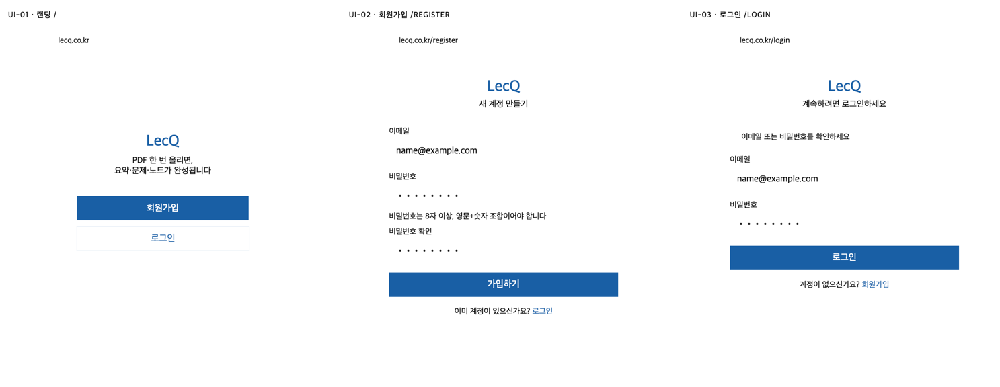 UI-01 · 랜딩 /
lecq.co.kr
LecQ
PDF 한 번 올리면,
요약·문제·노트가 완성됩니다
회원가입
로그인
UI-02 · 회원가입 /REGISTER
lecq.co.kr/register
LecQ
새 계정 만들기
이메일
name@example.com
비밀번호
• • • • • • • •
비밀번호는 8자 이상, 영문+숫자 조합이어야 합니다
비밀번호 확인
• • • • • • • •
가입하기
이미 계정이 있으신가요? 로그인
UI-03 · 로그인 /LOGIN
lecq.co.kr/login
LecQ
계속하려면 로그인하세요
이메일 또는 비밀번호를 확인하세요
이메일
name@example.com
비밀번호
• • • • • • • •
로그인
계정이 없으신가요? 회원가입